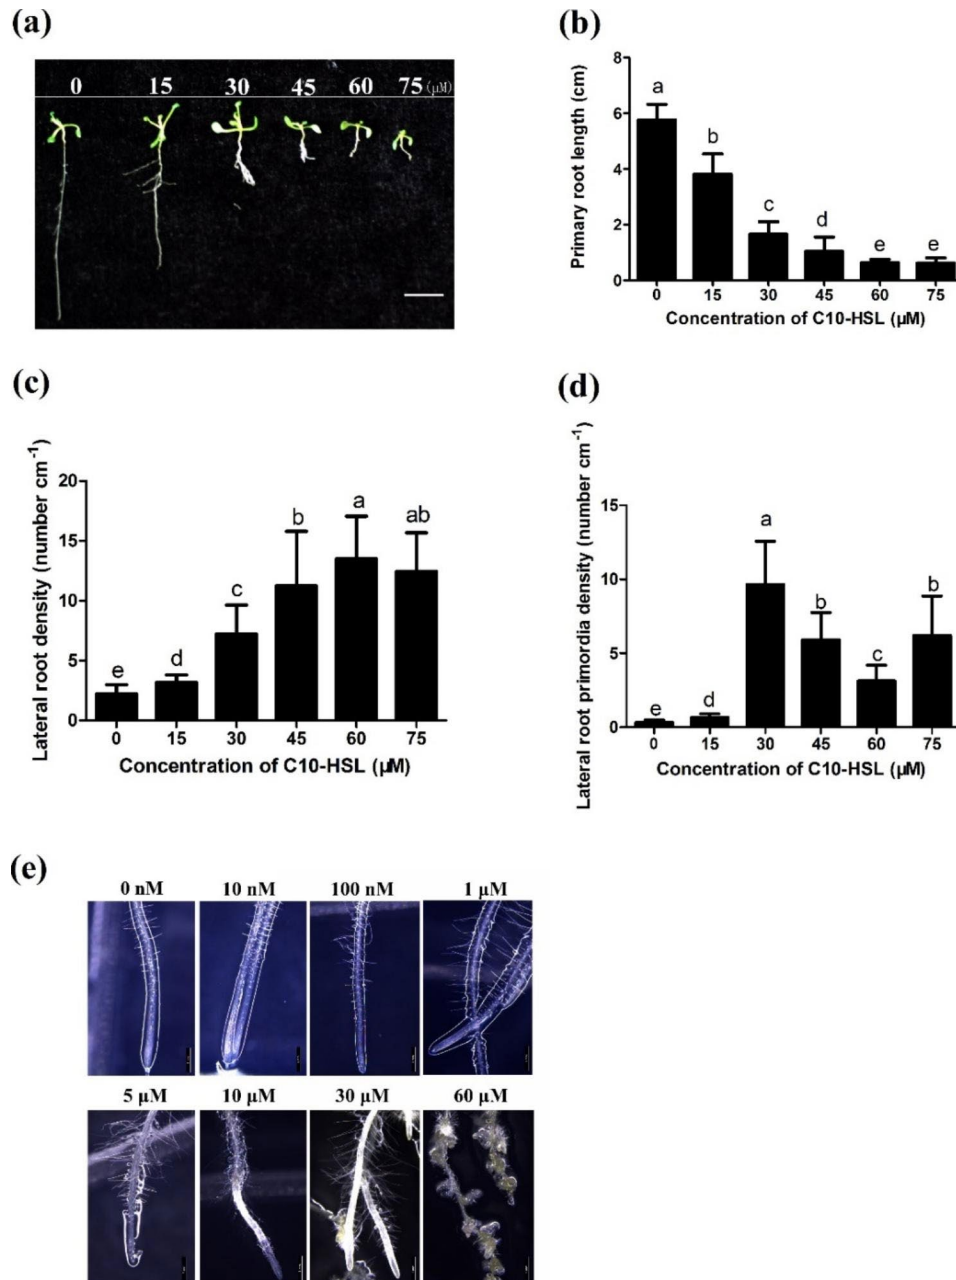 (a)
0 15 30 45 60 75 (μM)
(b)
Primary root length (cm)
8
6
4
2
0
a
b
c
d
e
e
0 15 30 45 60 75
Concentration of C10-HSL (μM)
(c)
Lateral root density (number cm-1)
20
15
10
5
0
e
d
c
b
a
ab
0 15 30 45 60 75
Concentration of C10-HSL (μM)
(d)
Lateral root primordia density (number cm-1)
15
10
5
0
e
d
a
b
c
b
0 15 30 45 60 75
Concentration of C10-HSL (μM)
(e)
0 nM 10 nM 100 nM 1 μM
5 μM 10 μM 30 μM 60 μM